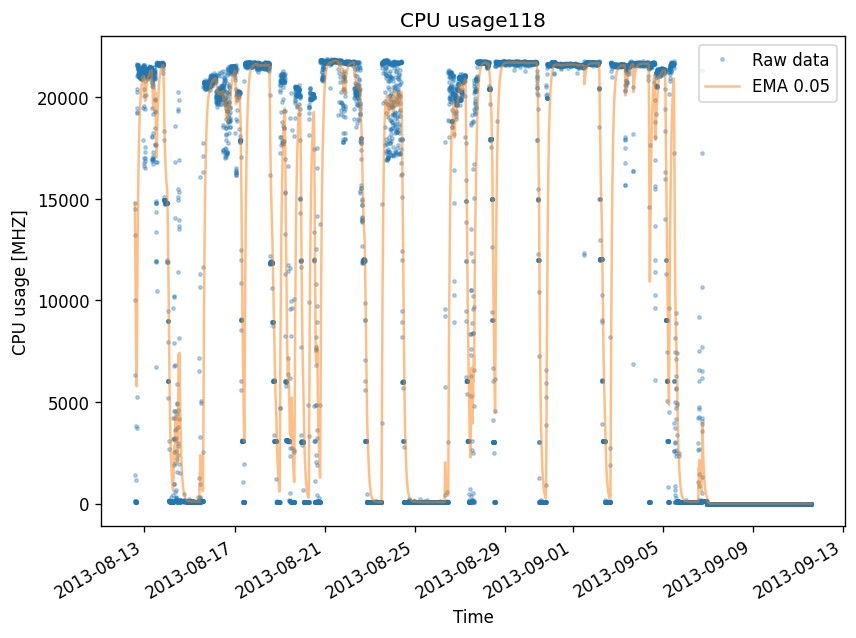 CPU usage118
Raw data
EMA 0.05
CPU usage [MHZ]
20000
15000
10000
5000
0
2013-08-13
2013-08-17
2013-08-21
2013-08-25
2013-08-29
2013-09-01
2013-09-05
2013-09-09
2013-09-13
Time